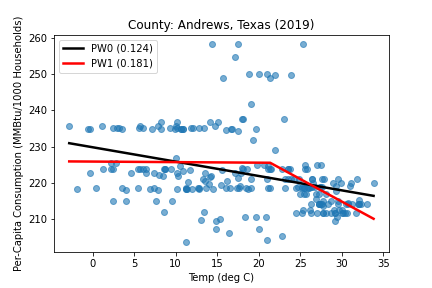 County: Andrews, Texas (2019)
Per-Capita Consumption (MMBtu/1000 Households)
260
250
240
230
220
210
PW0 (0.124)
PW1 (0.181)
0 5 10 15 20 25 30 35
Temp (deg C)